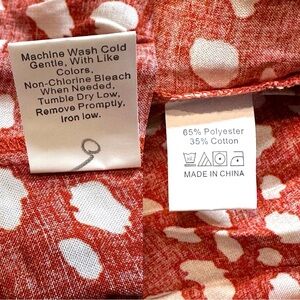 Machine Wash Cold
Gentle, With Like
Colors,
Non-Chlorine Bleach
When Needed,
Tumble Dry Low,
Remove Promptly,
Iron low.
65% Polyester
35% Cotton
MADE IN CHINA